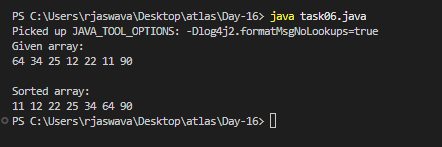 PS C:\Users\rjaswava\Desktop\atlas\Day-16> java task06.java
Picked up JAVA_TOOL_OPTIONS: -Dlog4j2.formatMsgNoLookups=true
Given array:
64 34 25 12 22 11 90
Sorted array:
11 12 22 25 34 64 90
PS C:\Users\rjaswava\Desktop\atlas\Day-16>